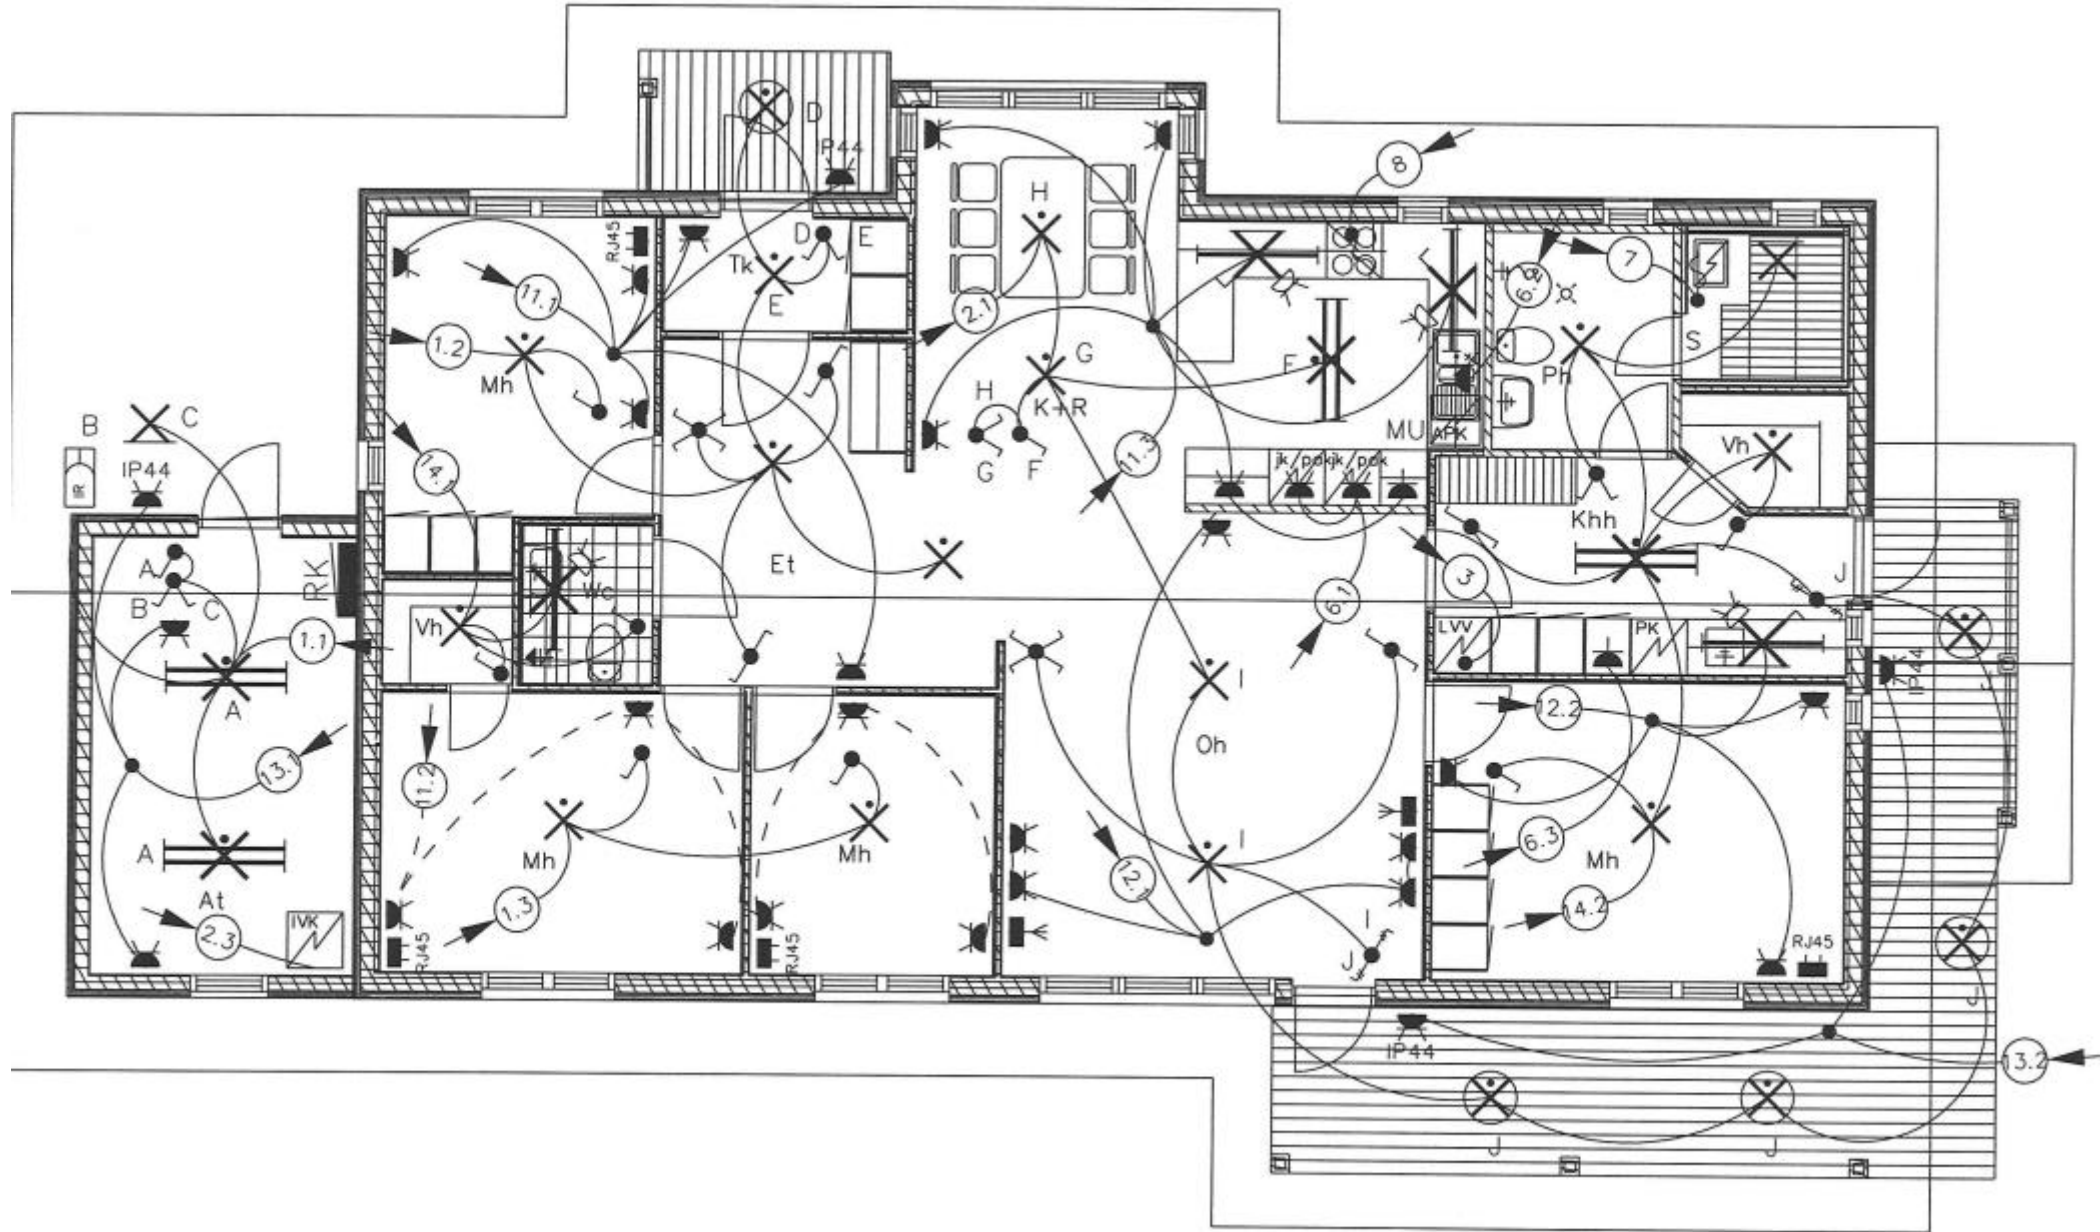 D
IP44
8
H
RJ45
D
E
Tk
E
11.1
2.1
1.2
Mh
6.2
7
S
F
G
Ph
H
K+R
G
F
MU
APK
B
C
IR
IP44
14.1
11.3
jk/pak
jk/pak
Vh
Khh
A
B
C
RK
Et
Wc
3
J
6.1
1.1
Vh
LVV
PK
I
IP44
J
A
13.1
11.2
Oh
12.2
Mh
Mh
I
6.3
Mh
A
At
1.3
12.1
14.2
2.3
IVK
RJ45
RJ45
I
J
RJ45
J
IP44
13.2
J
J